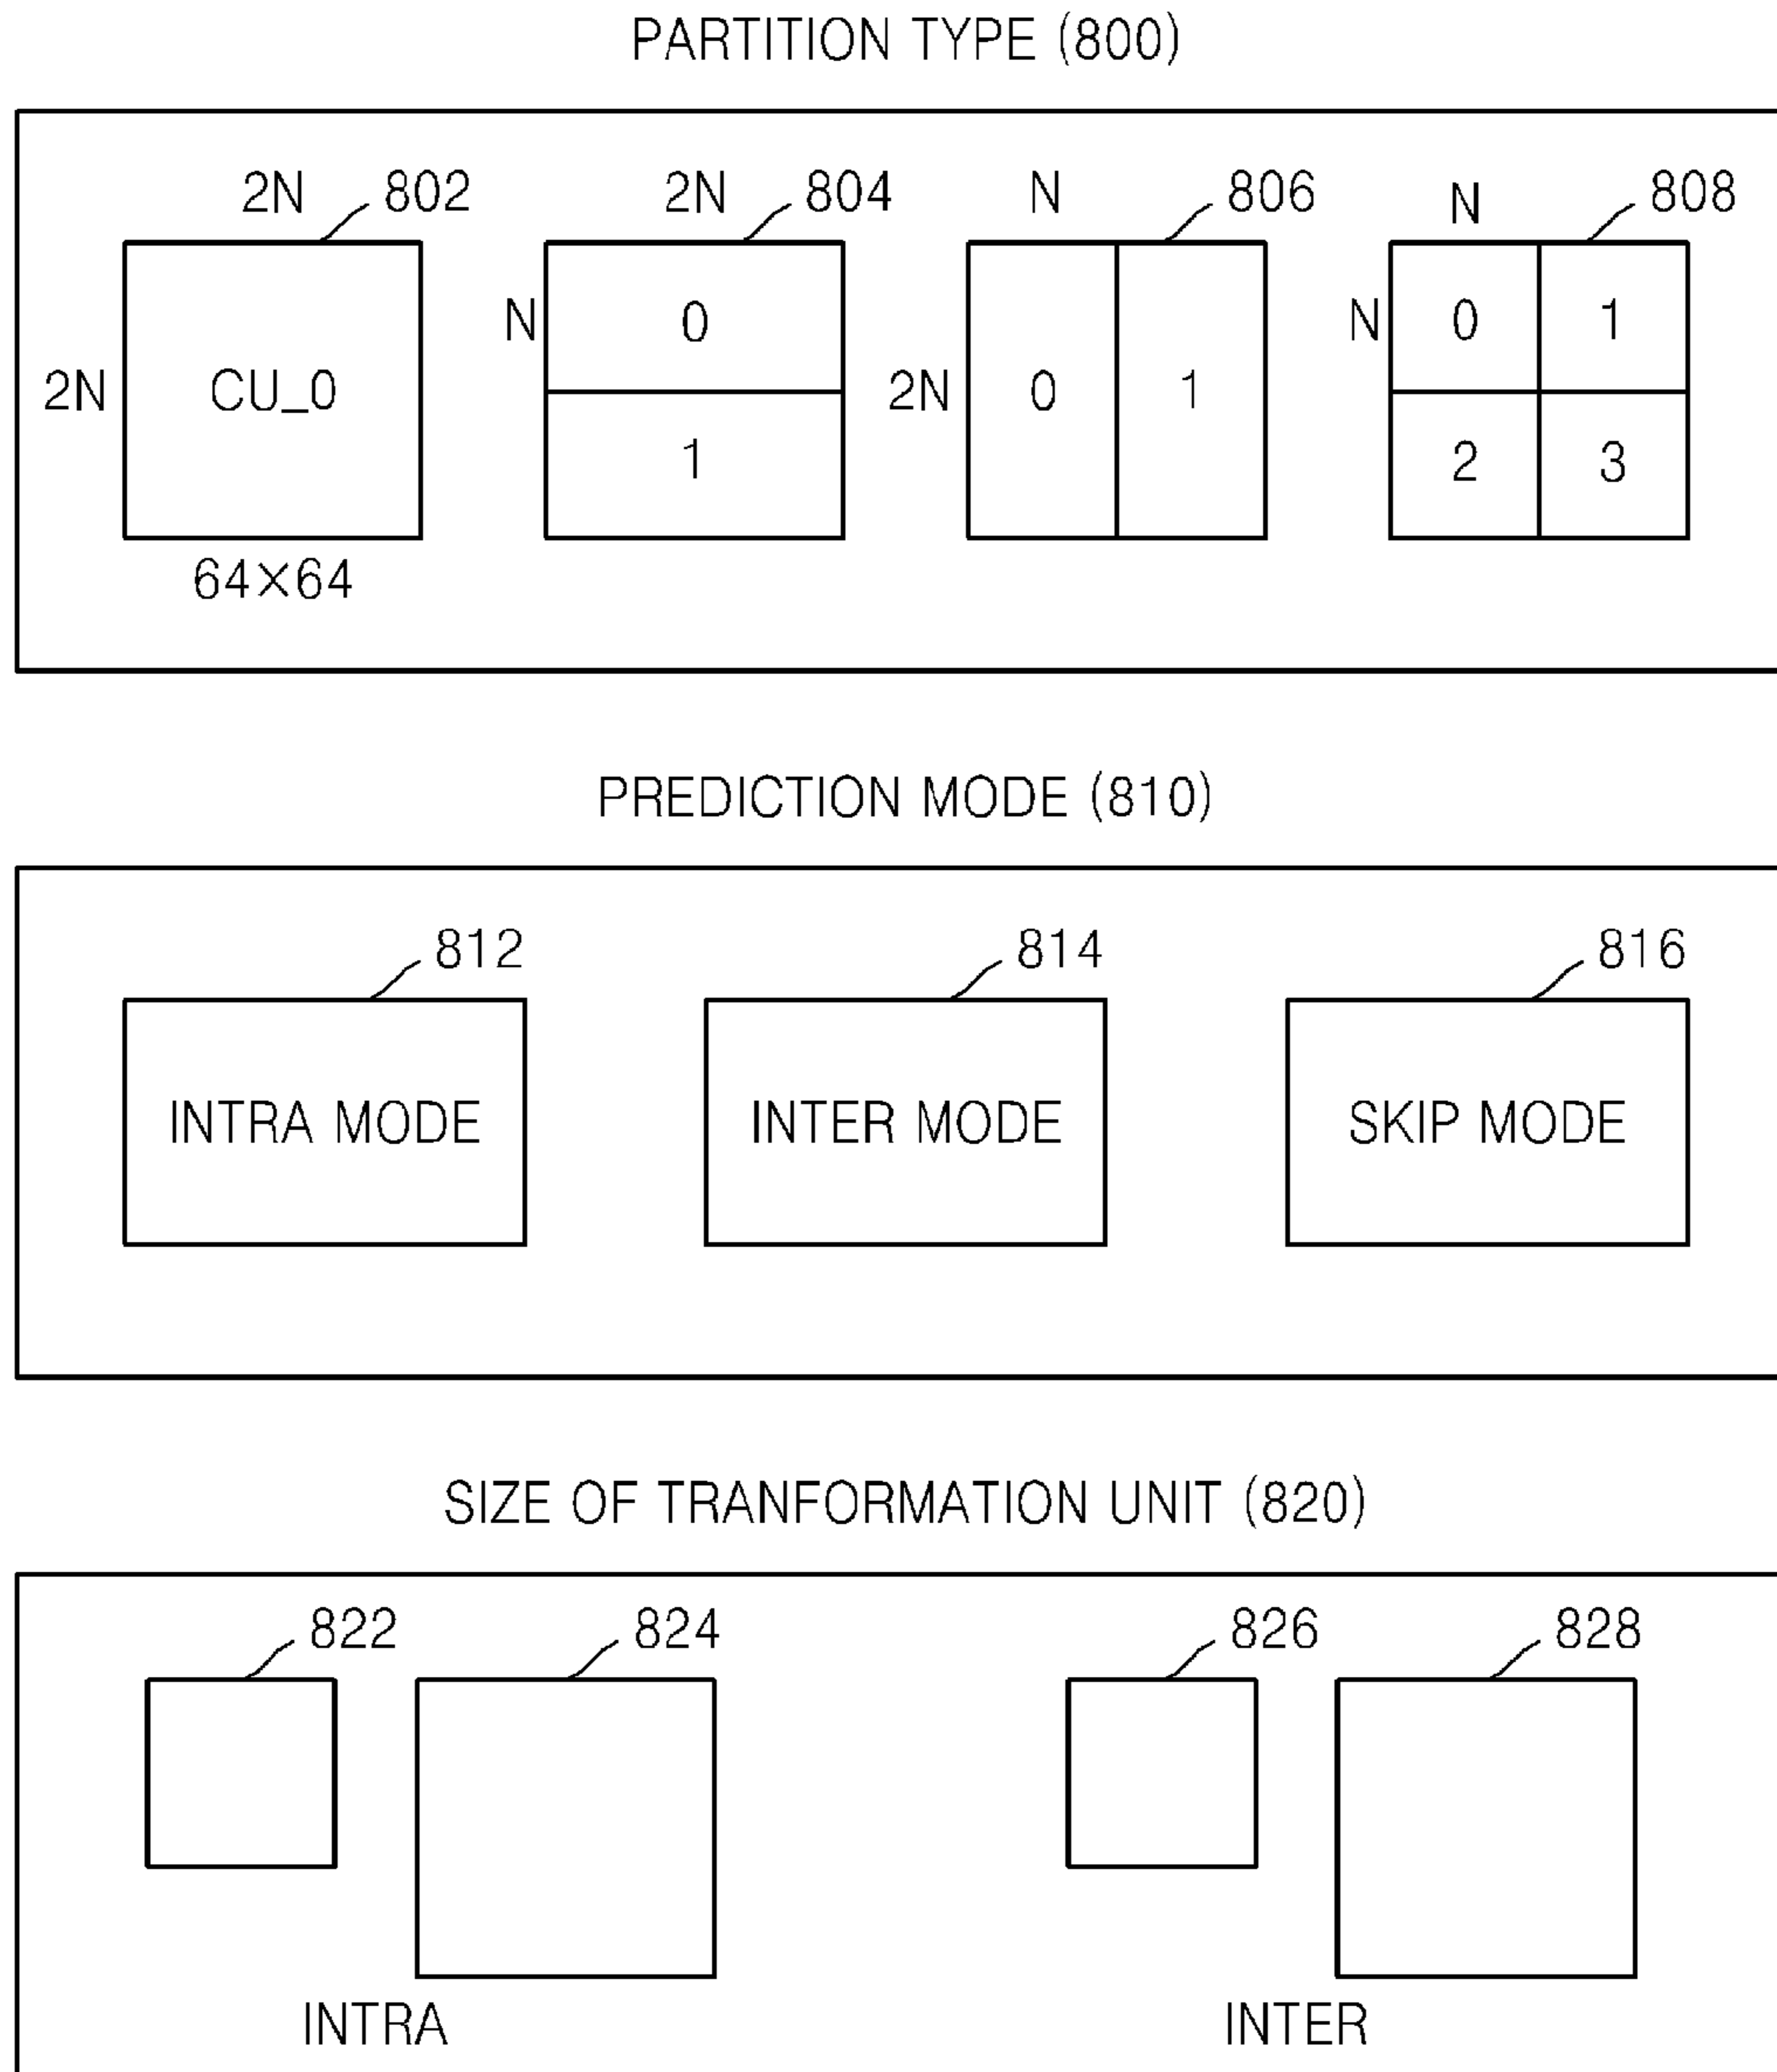 PARTITION TYPE (800)
2N 802 2N 804 N 806 N 808
N 0 N 0 1
2N CU_0 2N 0 1
1 2 3
64×64
PREDICTION MODE (810)
812 814 816
INTRA MODE INTER MODE SKIP MODE
SIZE OF TRANFORMATION UNIT (820)
822 824 826 828
INTRA INTER